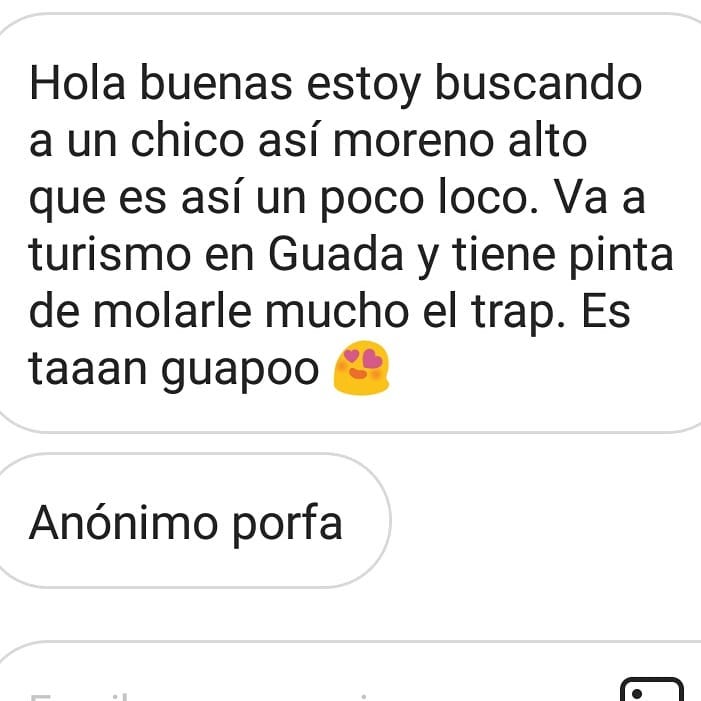 Hola buenas estoy buscando
a un chico así moreno alto
que es así un poco loco. Va a
turismo en Guada y tiene pinta
de molarle mucho el trap. Es
taaan guapoo 😍
Anónimo porfa